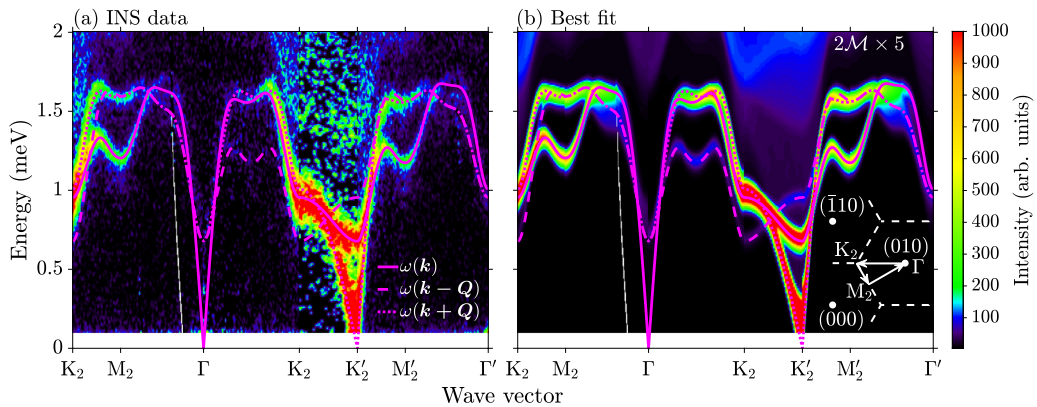 (a) INS data
(b) Best fit
2
1.5
1
0.5
0
Energy (meV)
ω(k)
ω(k − Q)
ω(k + Q)
K₂ M₂ Γ K₂ K′₂ M′₂ Γ′
2ℳ × 5
(1̄10)
K₂
(010)
Γ
M₂
(000)
K₂ M₂ Γ K₂ K′₂ M′₂ Γ′
Wave vector
1000
900
800
700
600
500
400
300
200
100
Intensity (arb. units)